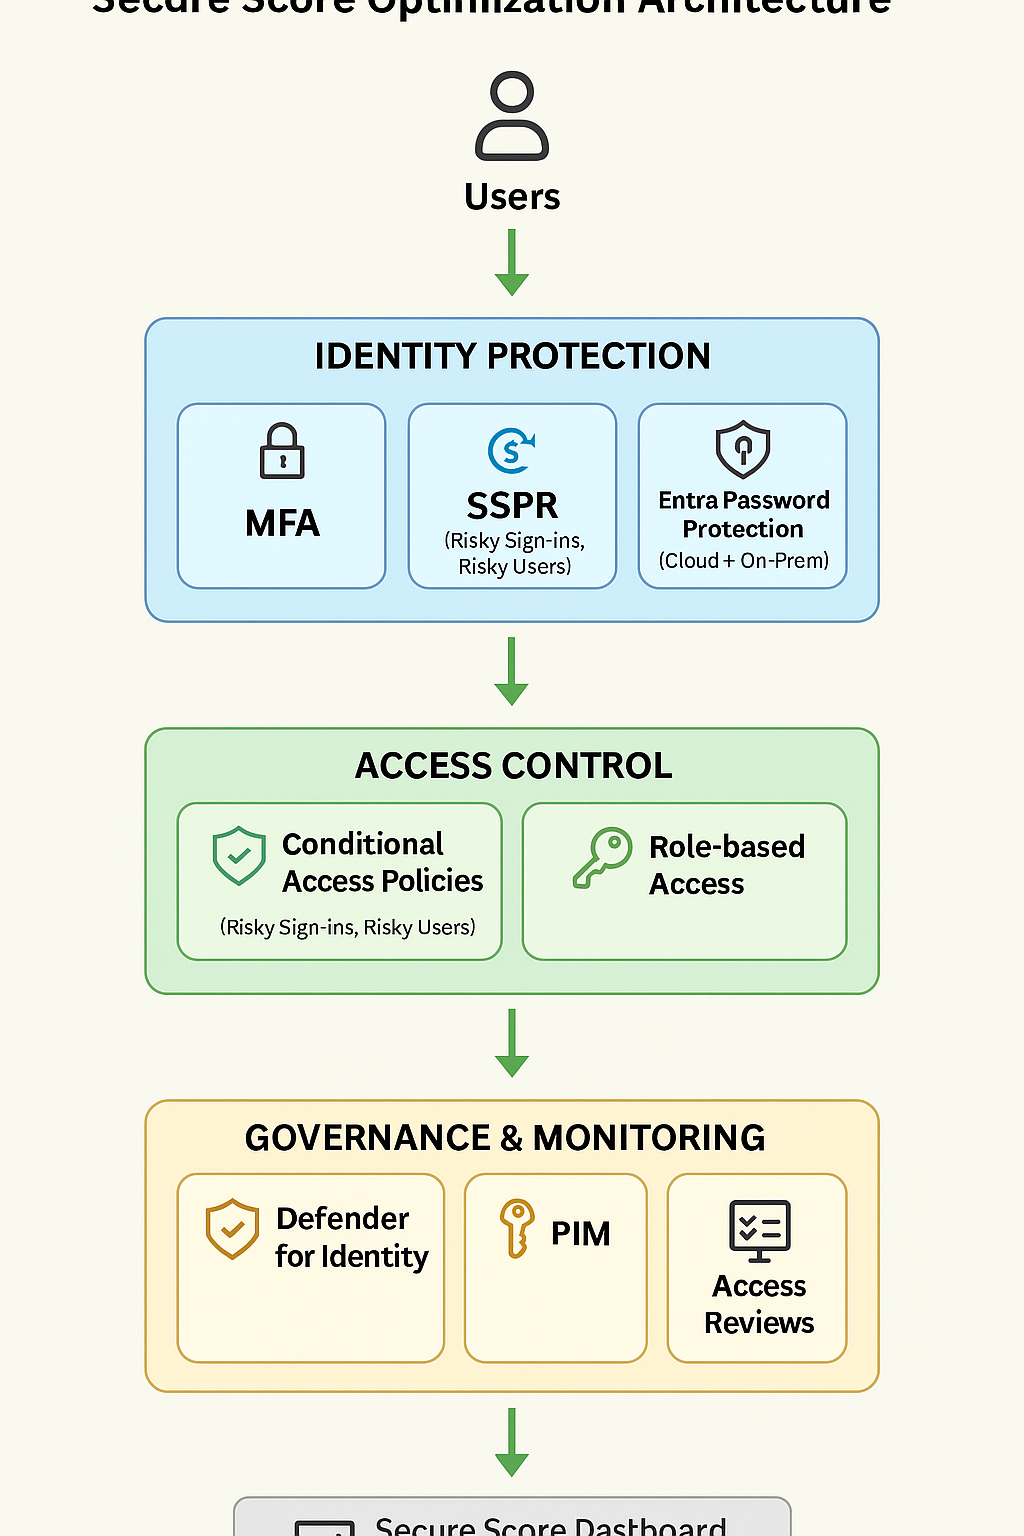 Secure Score Optimization Architecture
Users
IDENTITY PROTECTION
MFA
SSPR
(Risky Sign-ins,
Risky Users)
Entra Password
Protection
(Cloud + On-Prem)
ACCESS CONTROL
Conditional
Access Policies
(Risky Sign-ins, Risky Users)
Role-based
Access
GOVERNANCE & MONITORING
Defender
for Identity
PIM
Access
Reviews
Secure Score Dastboard